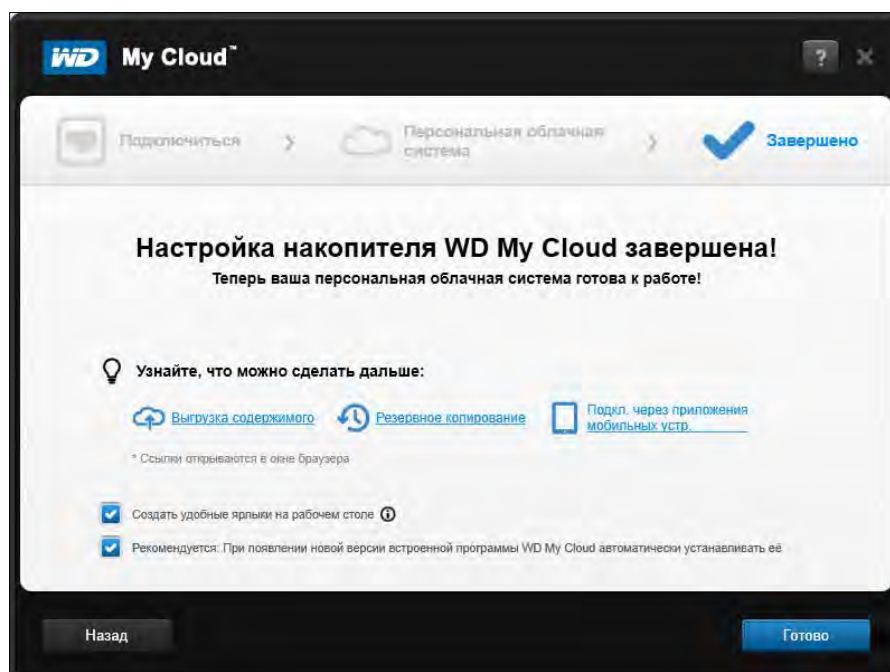 WD My Cloud™ ?
Подключиться
Персональная облачная
система
Завершено
Настройка накопителя WD My Cloud завершена!
Теперь ваша персональная облачная система готова к работе!
Узнайте, что можно сделать дальше:
Выгрузка содержимого
Резервное копирование
Подкл. через приложения
мобильных устр.
* Ссылки открываются в окне браузера
Создать удобные ярлыки на рабочем столе
Рекомендуется: При появлении новой версии встроенной программы WD My Cloud автоматически устанавливать её
Назад
Готово